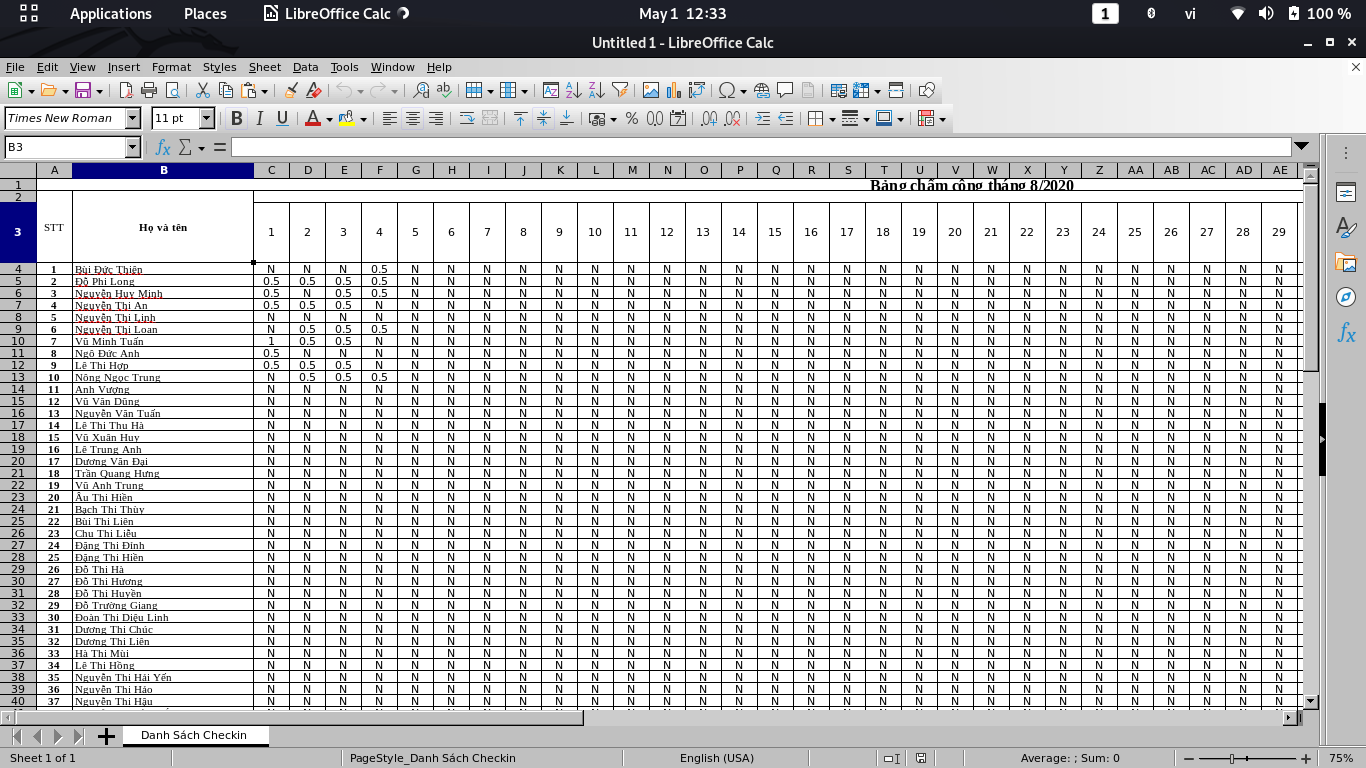 Applications Places LibreOffice Calc May 1 12:33 1 vi 100 %
Untitled 1 - LibreOffice Calc
File Edit View Insert Format Styles Sheet Data Tools Window Help
Times New Roman 11 pt
B3
A B C D E F G H I J K L M N O P Q R S T U V W X Y Z AA AB AC AD AE
1 Bảng chấm công tháng 8/2020
2
3 STT Họ và tên 1 2 3 4 5 6 7 8 9 10 11 12 13 14 15 16 17 18 19 20 21 22 23 24 25 26 27 28 29
4 1 Bùi Đức Thiện N N N 0.5 N N N N N N N N N N N N N N N N N N N N N N N N N
5 2 Đỗ Phi Long 0.5 0.5 0.5 0.5 N N N N N N N N N N N N N N N N N N N N N N N N N
6 3 Nguyễn Huy Minh 0.5 N 0.5 0.5 N N N N N N N N N N N N N N N N N N N N N N N N N
7 4 Nguyễn Thị An 0.5 0.5 0.5 N N N N N N N N N N N N N N N N N N N N N N N N N N
8 5 Nguyễn Thị Linh N N N N N N N N N N N N N N N N N N N N N N N N N N N N N
9 6 Nguyễn Thị Loan N 0.5 0.5 0.5 N N N N N N N N N N N N N N N N N N N N N N N N N
10 7 Vũ Minh Tuấn 1 0.5 0.5 N N N N N N N N N N N N N N N N N N N N N N N N N N
11 8 Ngô Đức Anh 0.5 N N N N N N N N N N N N N N N N N N N N N N N N N N N N
12 9 Lê Thị Hợp 0.5 0.5 0.5 N N N N N N N N N N N N N N N N N N N N N N N N N N
13 10 Nông Ngọc Trung N 0.5 0.5 0.5 N N N N N N N N N N N N N N N N N N N N N N N N N
14 11 Anh Vượng N N N N N N N N N N N N N N N N N N N N N N N N N N N N N
15 12 Vũ Văn Dũng N N N N N N N N N N N N N N N N N N N N N N N N N N N N N
16 13 Nguyễn Văn Tuấn N N N N N N N N N N N N N N N N N N N N N N N N N N N N N
17 14 Lê Thị Thu Hà N N N N N N N N N N N N N N N N N N N N N N N N N N N N N
18 15 Vũ Xuân Huy N N N N N N N N N N N N N N N N N N N N N N N N N N N N N
19 16 Lê Trung Anh N N N N N N N N N N N N N N N N N N N N N N N N N N N N N
20 17 Dương Văn Đại N N N N N N N N N N N N N N N N N N N N N N N N N N N N N
21 18 Trần Quang Hưng N N N N N N N N N N N N N N N N N N N N N N N N N N N N N
22 19 Vũ Anh Trung N N N N N N N N N N N N N N N N N N N N N N N N N N N N N
23 20 Âu Thị Hiền N N N N N N N N N N N N N N N N N N N N N N N N N N N N N
24 21 Bạch Thị Thùy N N N N N N N N N N N N N N N N N N N N N N N N N N N N N
25 22 Bùi Thị Liên N N N N N N N N N N N N N N N N N N N N N N N N N N N N N
26 23 Chu Thị Liễu N N N N N N N N N N N N N N N N N N N N N N N N N N N N N
27 24 Đặng Thị Đính N N N N N N N N N N N N N N N N N N N N N N N N N N N N N
28 25 Đặng Thị Hiền N N N N N N N N N N N N N N N N N N N N N N N N N N N N N
29 26 Đỗ Thị Hà N N N N N N N N N N N N N N N N N N N N N N N N N N N N N
30 27 Đỗ Thị Hương N N N N N N N N N N N N N N N N N N N N N N N N N N N N N
31 28 Đỗ Thị Huyền N N N N N N N N N N N N N N N N N N N N N N N N N N N N N
32 29 Đỗ Trường Giang N N N N N N N N N N N N N N N N N N N N N N N N N N N N N
33 30 Đoàn Thị Diệu Linh N N N N N N N N N N N N N N N N N N N N N N N N N N N N N
34 31 Dương Thị Chúc N N N N N N N N N N N N N N N N N N N N N N N N N N N N N
35 32 Dương Thị Liên N N N N N N N N N N N N N N N N N N N N N N N N N N N N N
36 33 Hà Thị Mùi N N N N N N N N N N N N N N N N N N N N N N N N N N N N N
37 34 Lê Thị Hồng N N N N N N N N N N N N N N N N N N N N N N N N N N N N N
38 35 Nguyễn Thị Hải Yến N N N N N N N N N N N N N N N N N N N N N N N N N N N N N
39 36 Nguyễn Thị Hảo N N N N N N N N N N N N N N N N N N N N N N N N N N N N N
40 37 Nguyễn Thị Hậu N N N N N N N N N N N N N N N N N N N N N N N N N N N N N
Danh Sách Checkin
Sheet 1 of 1 PageStyle_Danh Sách Checkin English (USA) Average: ; Sum: 0 75%